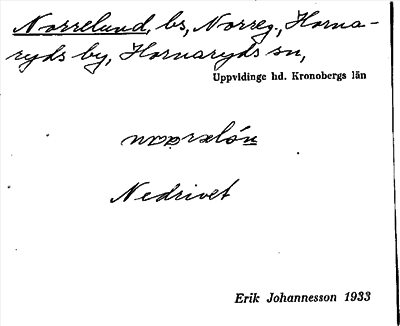 Norrelund, bs, Norreg., Horna-
ryds by, Hornaryds sn,
Uppvidinge hd. Kronobergs län
Nedrivet
Erik Johannesson 1933